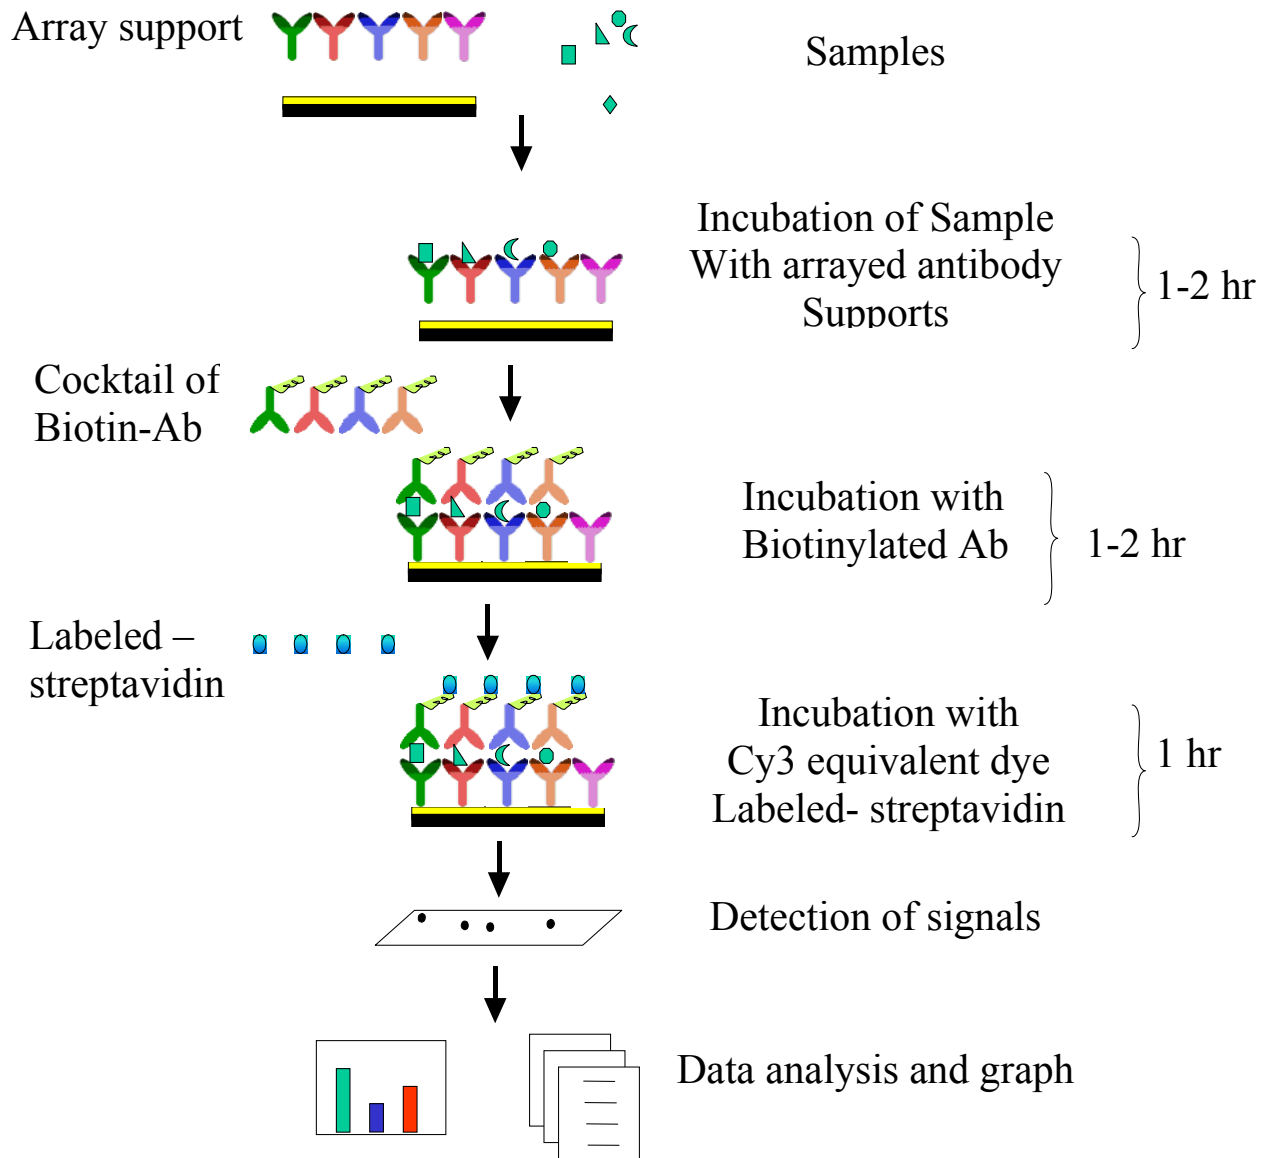 Array support
Samples
Incubation of Sample
With arrayed antibody
Supports
1-2 hr
Cocktail of
Biotin-Ab
Incubation with
Biotinylated Ab
1-2 hr
Labeled –
streptavidin
Incubation with
Cy3 equivalent dye
Labeled- streptavidin
1 hr
Detection of signals
Data analysis and graph